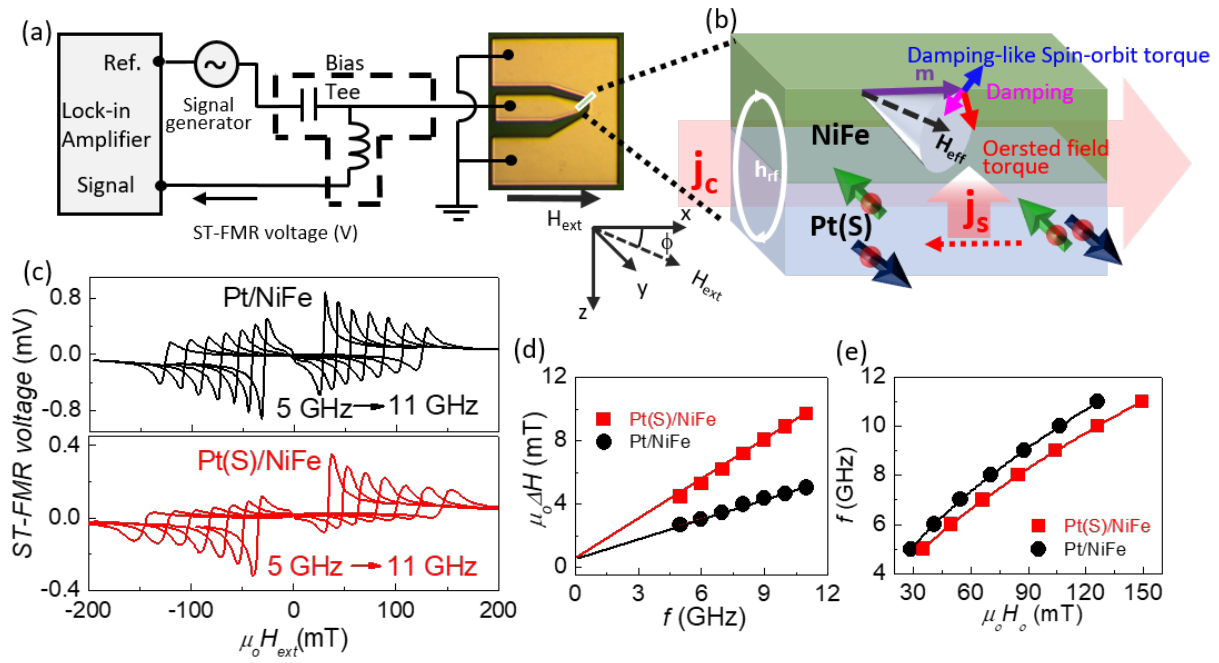 (a)
Ref.
Lock-in
Amplifier
Signal
Signal
generator
Bias
Tee
ST-FMR voltage (V)
H_ext
x
ϕ
H_ext
y
z
(b)
Damping-like Spin-orbit torque
m
Damping
NiFe
H_eff
Oersted field
torque
h_rf
j_c
j_s
Pt(S)
(c)
ST-FMR voltage (mV)
0.8
0.0
-0.8
Pt/NiFe
5 GHz → 11 GHz
0.4
0.0
-0.4
Pt(S)/NiFe
5 GHz → 11 GHz
-200 -100 0 100 200
μ_oH_ext(mT)
(d)
μ_oΔH (mT)
12
8
4
0
Pt(S)/NiFe
Pt/NiFe
0 3 6 9 12
f (GHz)
(e)
f (GHz)
12
10
8
6
4
Pt(S)/NiFe
Pt/NiFe
30 60 90 120 150
μ_oH_o(mT)